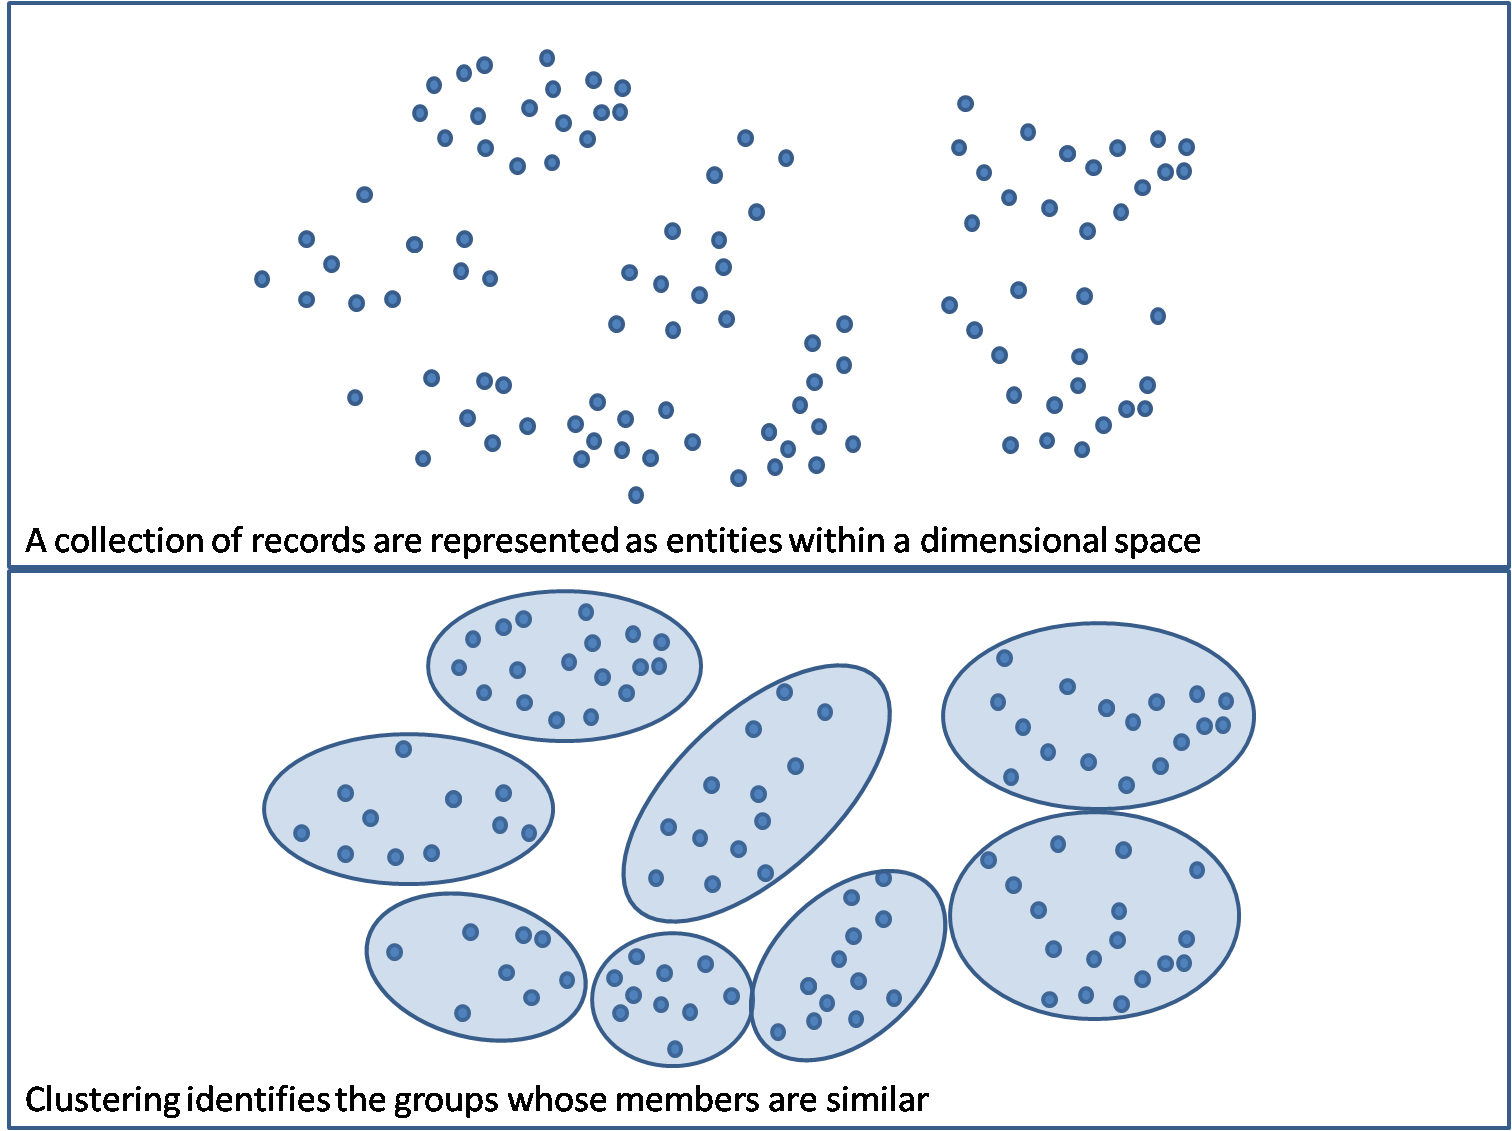 A collection of records are represented as entities within a dimensional space
Clustering identifies the groups whose members are similar